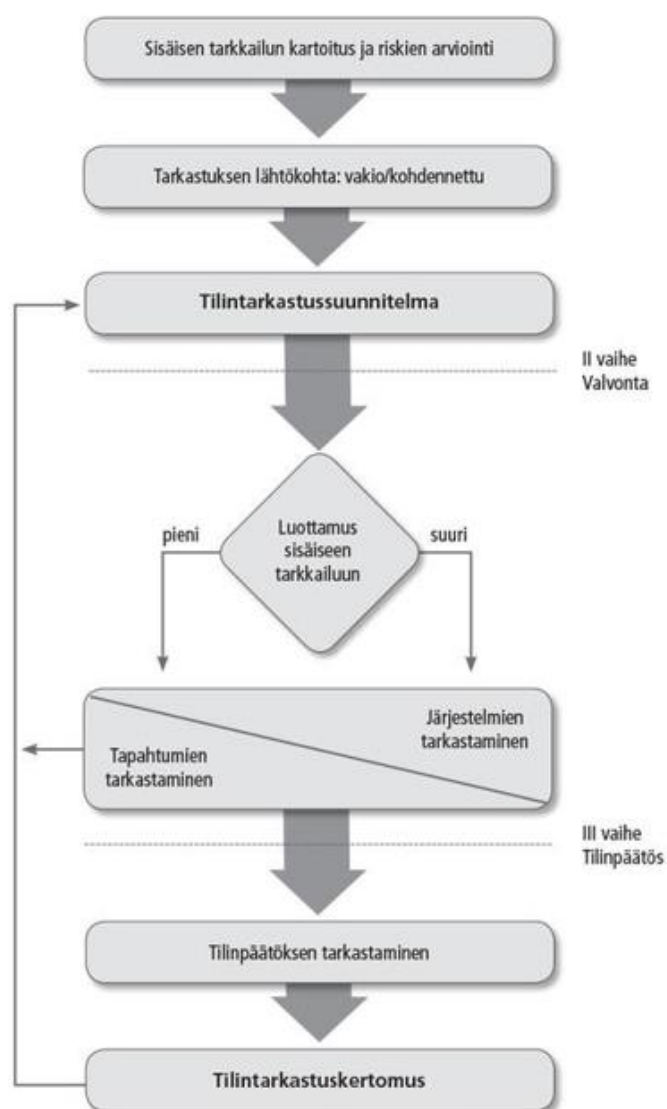 Sisäisen tarkkailun kartoitus ja riskien arviointi
Tarkastuksen lähtökohta: vakio/kohdennettu
Tilintarkastussuunnitelma
II vaihe
Valvonta
Luottamus
sisäiseen
tarkkailuun
pieni
suuri
Järjestelmien
tarkastaminen
Tapahtumien
tarkastaminen
III vaihe
Tilinpäätös
Tilinpäätöksen tarkastaminen
Tilintarkastuskertomus